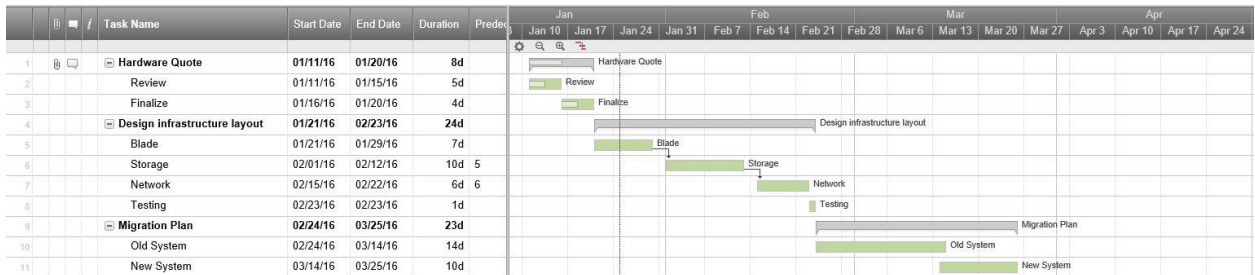 i Task Name Start Date End Date Duration Predec
Jan Feb Mar Apr
3 Jan 10 Jan 17 Jan 24 Jan 31 Feb 7 Feb 14 Feb 21 Feb 28 Mar 6 Mar 13 Mar 20 Mar 27 Apr 3 Apr 10 Apr 17 Apr 24
1 Hardware Quote 01/11/16 01/20/16 8d Hardware Quote
2 Review 01/11/16 01/15/16 5d Review
3 Finalize 01/16/16 01/20/16 4d Finalize
4 Design infrastructure layout 01/21/16 02/23/16 24d Design infrastructure layout
5 Blade 01/21/16 01/29/16 7d Blade
6 Storage 02/01/16 02/12/16 10d 5 Storage
7 Network 02/15/16 02/22/16 6d 6 Network
8 Testing 02/23/16 02/23/16 1d Testing
9 Migration Plan 02/24/16 03/25/16 23d Migration Plan
10 Old System 02/24/16 03/14/16 14d Old System
11 New System 03/14/16 03/25/16 10d New System